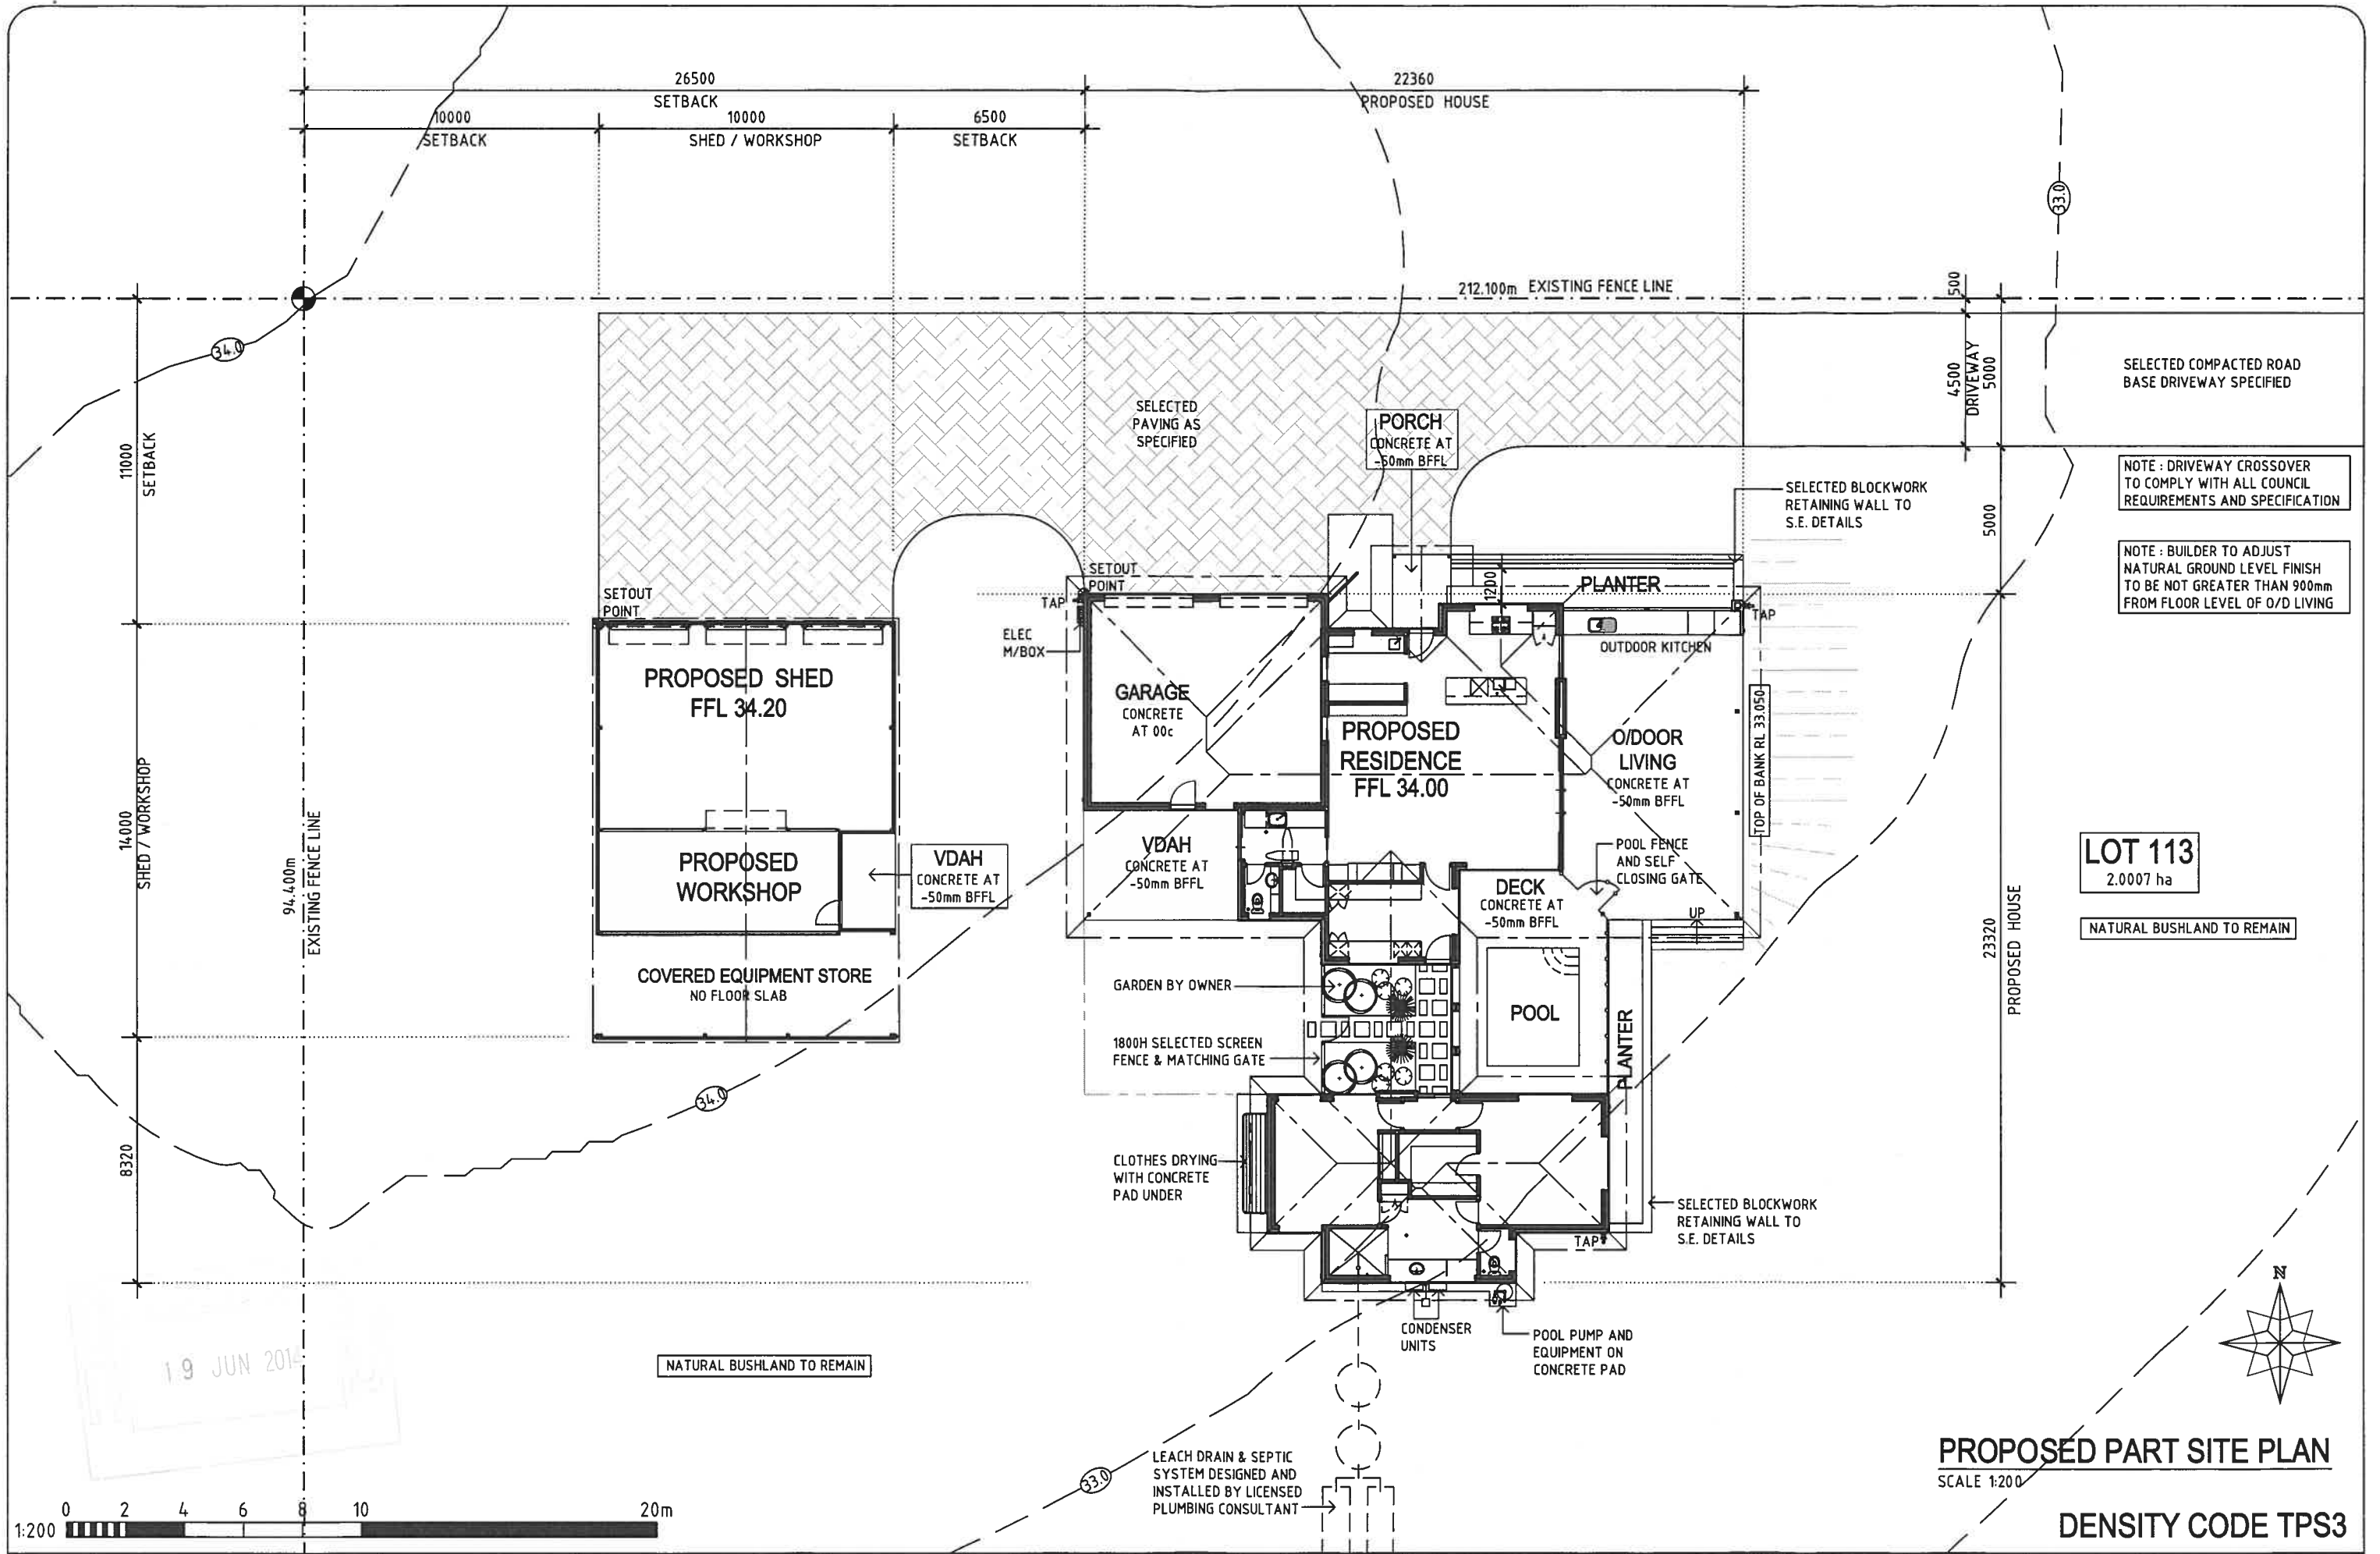 26500
SETBACK
22360
PROPOSED HOUSE
10000
SETBACK
10000
SHED / WORKSHOP
6500
SETBACK
33.0
212.100m EXISTING FENCE LINE
500
34.0
4500
DRIVEWAY
5000
SELECTED COMPACTED ROAD
BASE DRIVEWAY SPECIFIED
SELECTED
PAVING AS
SPECIFIED
PORCH
CONCRETE AT
-50mm BFFL
11000
SETBACK
NOTE : DRIVEWAY CROSSOVER
TO COMPLY WITH ALL COUNCIL
REQUIREMENTS AND SPECIFICATION
SELECTED BLOCKWORK
RETAINING WALL TO
S.E. DETAILS
5000
NOTE : BUILDER TO ADJUST
NATURAL GROUND LEVEL FINISH
TO BE NOT GREATER THAN 900mm
FROM FLOOR LEVEL OF O/D LIVING
SETOUT
POINT
SETOUT
POINT
TAP
ELEC
M/BOX
1200
PLANTER
TAP
OUTDOOR KITCHEN
PROPOSED SHED
FFL 34.20
GARAGE
CONCRETE
AT 00c
PROPOSED
RESIDENCE
FFL 34.00
O/DOOR
LIVING
CONCRETE AT
-50mm BFFL
TOP OF BANK RL 33.050
14000
SHED / WORKSHOP
94.400m
EXISTING FENCE LINE
PROPOSED
WORKSHOP
VDAH
CONCRETE AT
-50mm BFFL
VDAH
CONCRETE AT
-50mm BFFL
POOL FENCE
AND SELF
CLOSING GATE
DECK
CONCRETE AT
-50mm BFFL
UP
LOT 113
2.0007 ha
NATURAL BUSHLAND TO REMAIN
23320
PROPOSED HOUSE
COVERED EQUIPMENT STORE
NO FLOOR SLAB
GARDEN BY OWNER
POOL
PLANTER
1800H SELECTED SCREEN
FENCE & MATCHING GATE
34.0
8320
CLOTHES DRYING
WITH CONCRETE
PAD UNDER
SELECTED BLOCKWORK
RETAINING WALL TO
S.E. DETAILS
TAP
CONDENSER
UNITS
POOL PUMP AND
EQUIPMENT ON
CONCRETE PAD
N
19 JUN 2014
NATURAL BUSHLAND TO REMAIN
33.0
LEACH DRAIN & SEPTIC
SYSTEM DESIGNED AND
INSTALLED BY LICENSED
PLUMBING CONSULTANT
PROPOSED PART SITE PLAN
SCALE 1:200
1:200
0 2 4 6 8 10 20m
DENSITY CODE TPS3